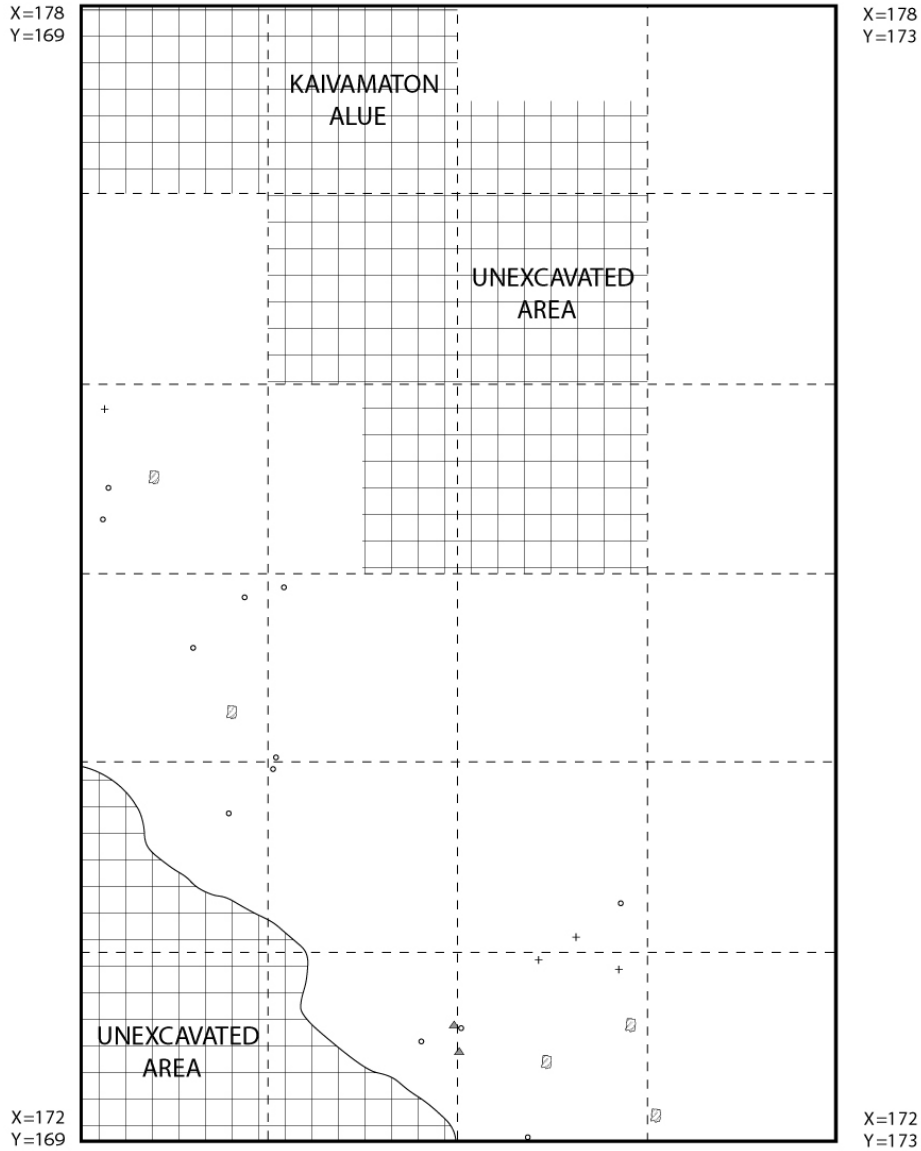 X=178
Y=169
X=178
Y=173
KAIVAMATON
ALUE
UNEXCAVATED
AREA
UNEXCAVATED
AREA
X=172
Y=169
X=172
Y=173